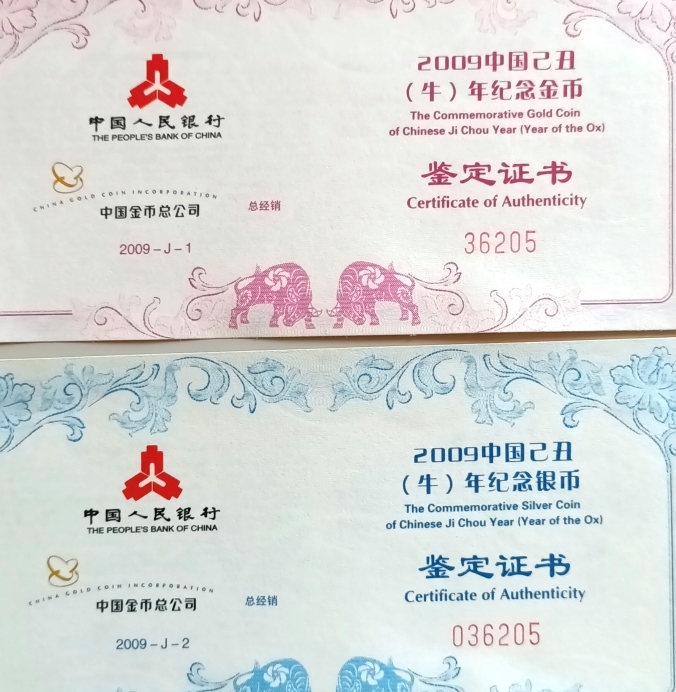 中国人民银行
THE PEOPLE'S BANK OF CHINA
CHINA GOLD COIN INCORPORATION
中国金币总公司
总经销
2009-J-1
2009中国己丑
（牛）年纪念金币
The Commemorative Gold Coin
of Chinese Ji Chou Year (Year of the Ox)
鉴定证书
Certificate of Authenticity
36205
中国人民银行
THE PEOPLE'S BANK OF CHINA
CHINA GOLD COIN INCORPORATION
中国金币总公司
总经销
2009-J-2
2009中国己丑
（牛）年纪念银币
The Commemorative Silver Coin
of Chinese Ji Chou Year (Year of the Ox)
鉴定证书
Certificate of Authenticity
036205